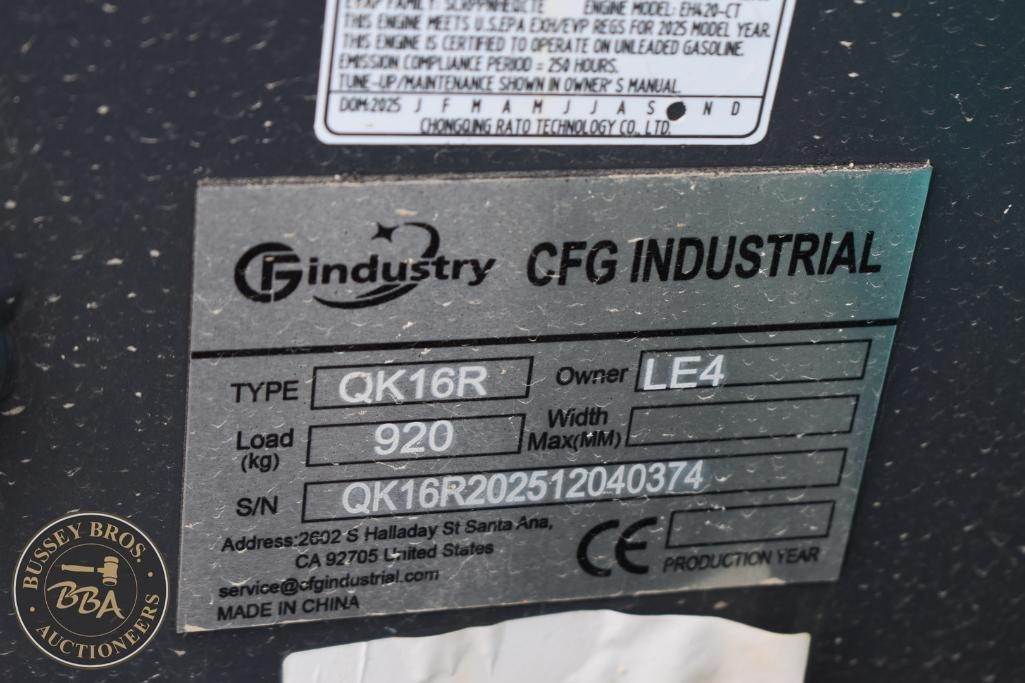 EVAP FAMILY: ENGINE MODEL: EH420-CT
THIS ENGINE MEETS U.S.EPA EXH/EVP REGS FOR 2025 MODEL YEAR.
THIS ENGINE IS CERTIFIED TO OPERATE ON UNLEADED GASOLINE.
EMISSION COMPLIANCE PERIOD = 250 HOURS.
TUNE-UP/MAINTENANCE SHOWN IN OWNER'S MANUAL.
DOM:2025 J F M A M J J A S N D
CHONGQING RATO TECHNOLOGY CO., LTD.
CFGindustry CFG INDUSTRIAL
TYPE QK16R Owner LE4
Load (kg) 920 Width Max(MM)
S/N QK16R202512040374
Address:2602 S Halladay St Santa Ana,
CA 92705 United States
service@cfgindustrial.com
MADE IN CHINA
CE PRODUCTION YEAR
BUSSEY BROS.
BBA
AUCTIONEERS